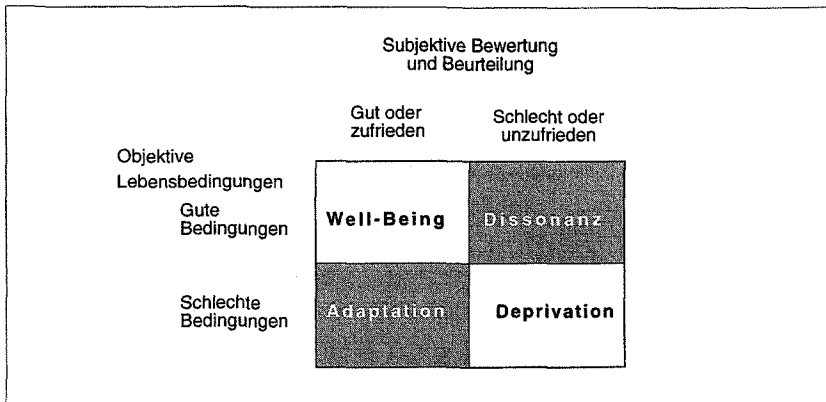 Subjektive Bewertung
und Beurteilung
Gut oder
zufrieden
Schlecht oder
unzufrieden
Objektive
Lebensbedingungen
Gute
Bedingungen
Well-Being
Dissonanz
Schlechte
Bedingungen
Adaptation
Deprivation